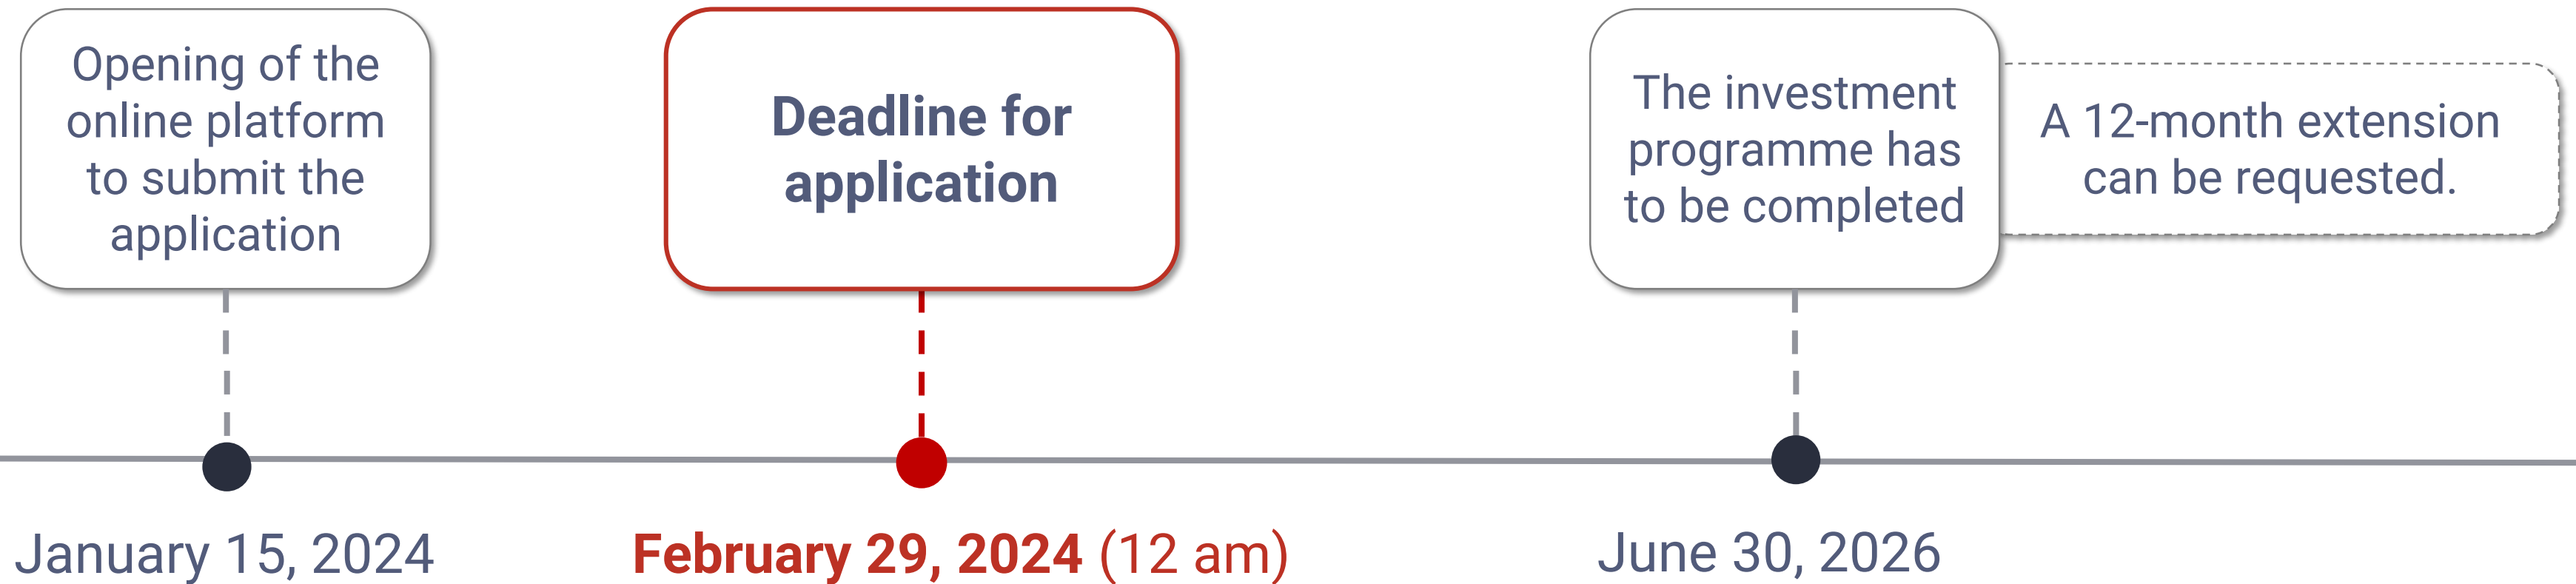 Opening of the
online platform
to submit the
application
Deadline for
application
The investment
programme has
to be completed
A 12-month extension
can be requested.
January 15, 2024
February 29, 2024 (12 am)
June 30, 2026